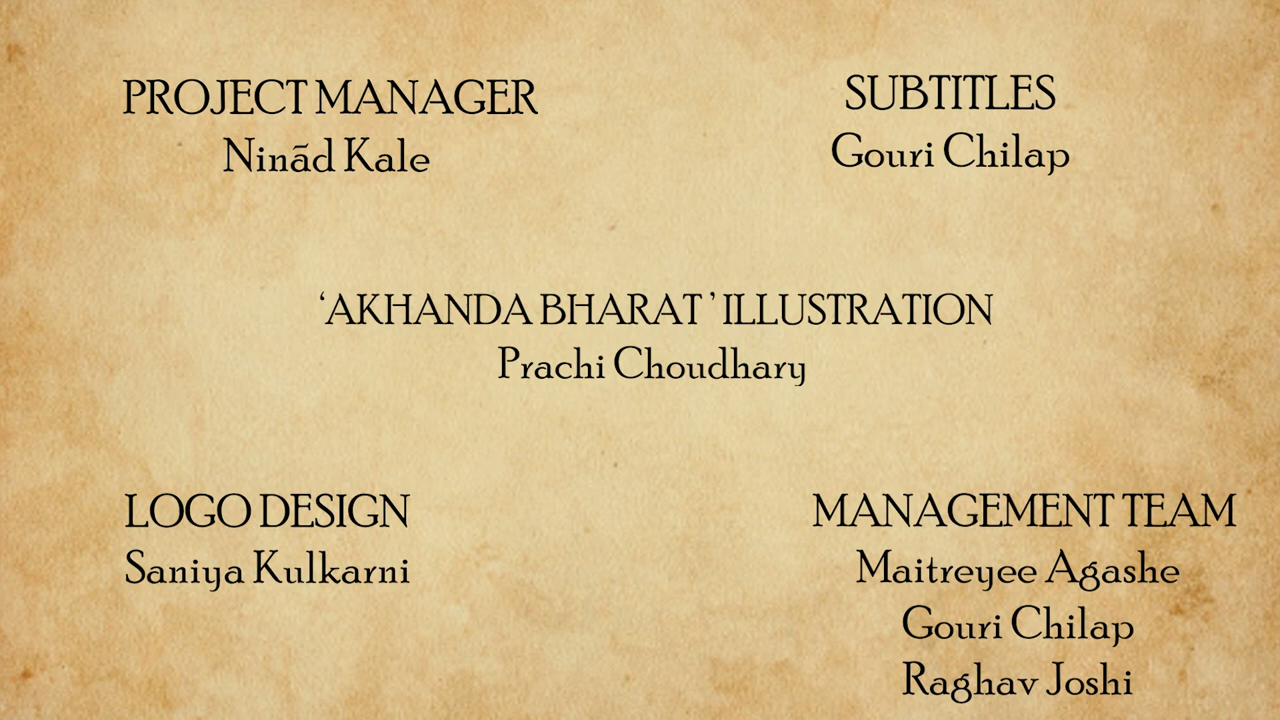 PROJECT MANAGER
Ninād Kale
SUBTITLES
Gouri Chilap
‘AKHANDA BHARAT’ ILLUSTRATION
Prachi Choudhary
LOGO DESIGN
Saniya Kulkarni
MANAGEMENT TEAM
Maitreyee Agashe
Gouri Chilap
Raghav Joshi